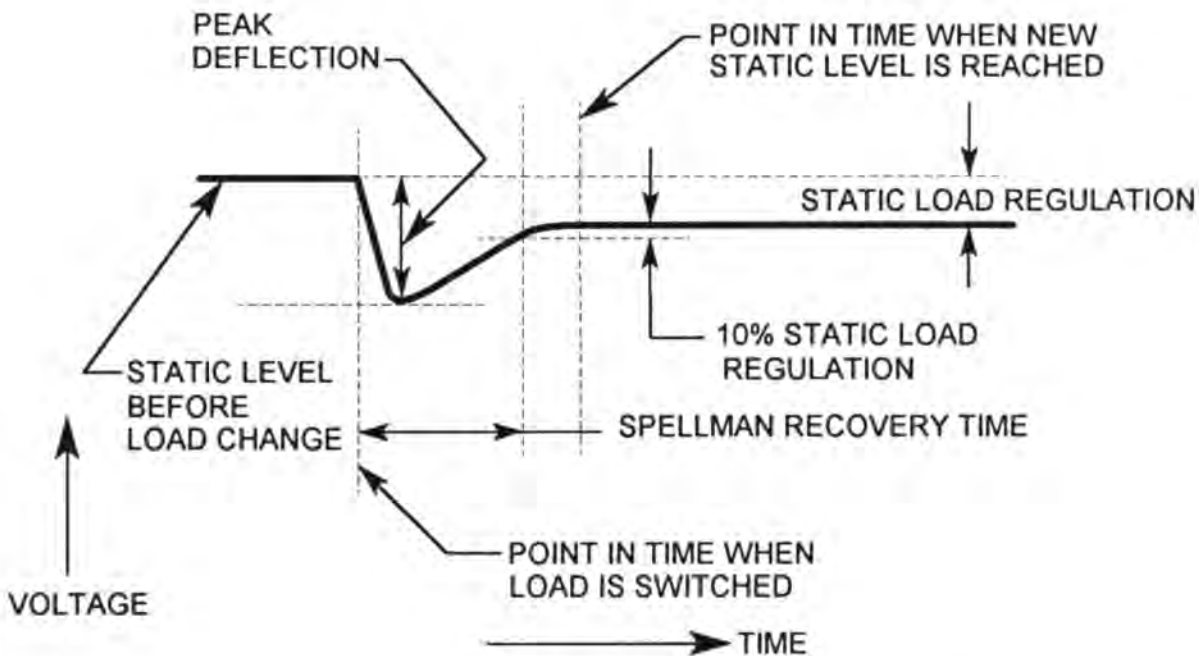 PEAK
DEFLECTION
POINT IN TIME WHEN NEW
STATIC LEVEL IS REACHED
STATIC LOAD REGULATION
10% STATIC LOAD
REGULATION
STATIC LEVEL
BEFORE
LOAD CHANGE
SPELLMAN RECOVERY TIME
POINT IN TIME WHEN
LOAD IS SWITCHED
VOLTAGE
TIME